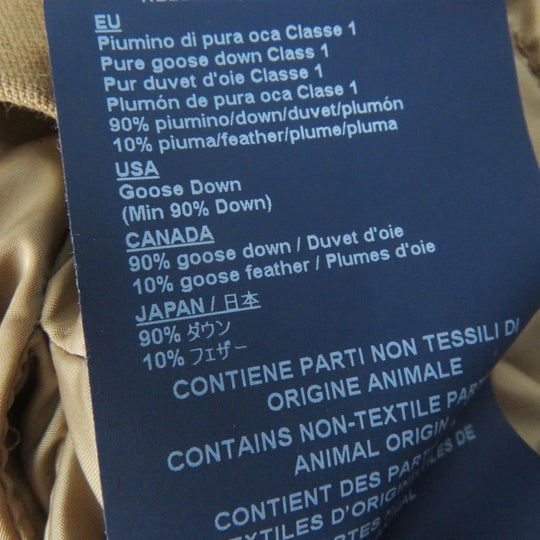 EU
Piumino di pura oca Classe 1
Pure goose down Class 1
Pur duvet d'oie Classe 1
Plumón de pura oca Clase 1
90% piumino/down/duvet/plumón
10% piuma/feather/plume/pluma
USA
Goose Down
(Min 90% Down)
CANADA
90% goose down / Duvet d'oie
10% goose feather / Plumes d'oie
JAPAN / 日本
90% ダウン
10% フェザー
CONTIENE PARTI NON TESSILI DI
ORIGINE ANIMALE
CONTAINS NON-TEXTILE
ANIMAL ORIGIN.
CONTIENT DES PARTIES DE
TEXTILES D'ORIGI